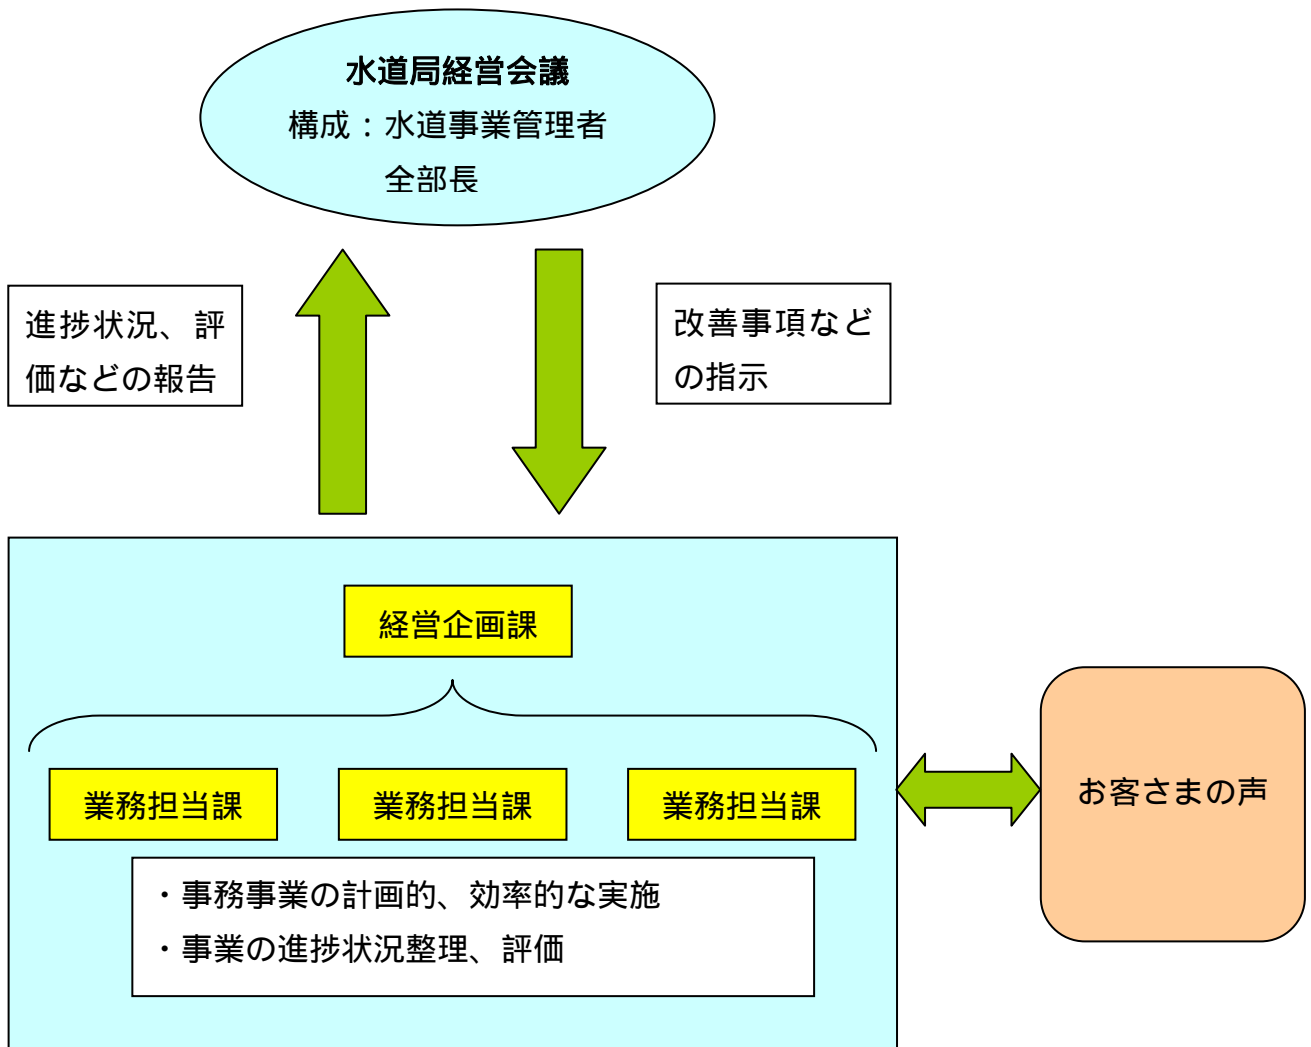 水道局経営会議
構成：水道事業管理者
全部長
進捗状況、評
価などの報告
改善事項など
の指示
経営企画課
業務担当課
業務担当課
業務担当課
・事務事業の計画的、効率的な実施
・事業の進捗状況整理、評価
お客さまの声